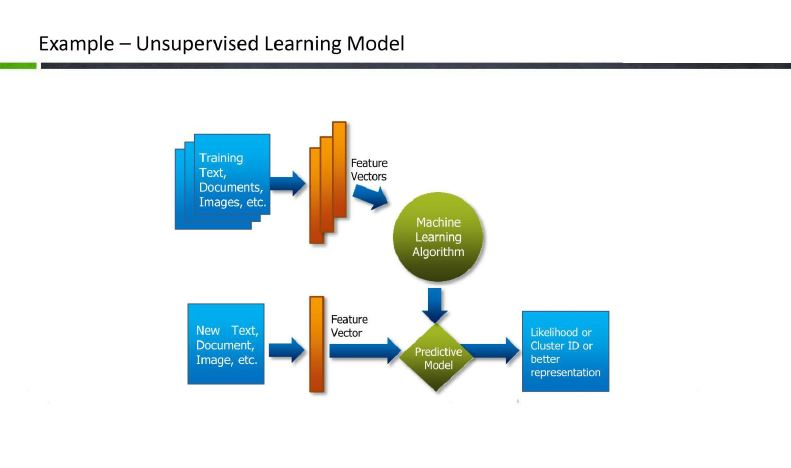 Example – Unsupervised Learning Model
Training
Text,
Documents,
Images, etc.
Feature
Vectors
Machine
Learning
Algorithm
New Text,
Document,
Image, etc.
Feature
Vector
Predictive
Model
Likelihood or
Cluster ID or
better
representation